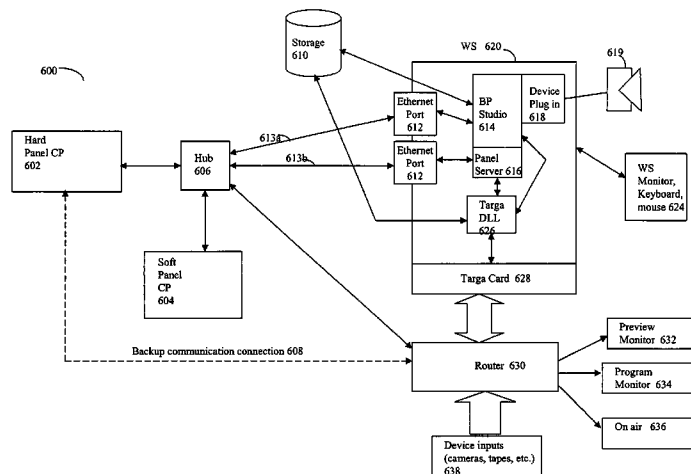 600
Storage
610
WS 620
619
Ethernet
Port
612
BP
Studio
614
Device
Plug in
618
613a
613b
Hard
Panel CP
602
Hub
606
Ethernet
Port
612
Panel
Server 616
WS
Monitor,
Keyboard,
mouse 624
Targa
DLL
626
Soft
Panel
CP
604
Targa Card 628
Backup communication connection 608
Router 630
Preview
Monitor 632
Program
Monitor 634
On air 636
Device inputs
(cameras, tapes, etc.)
638